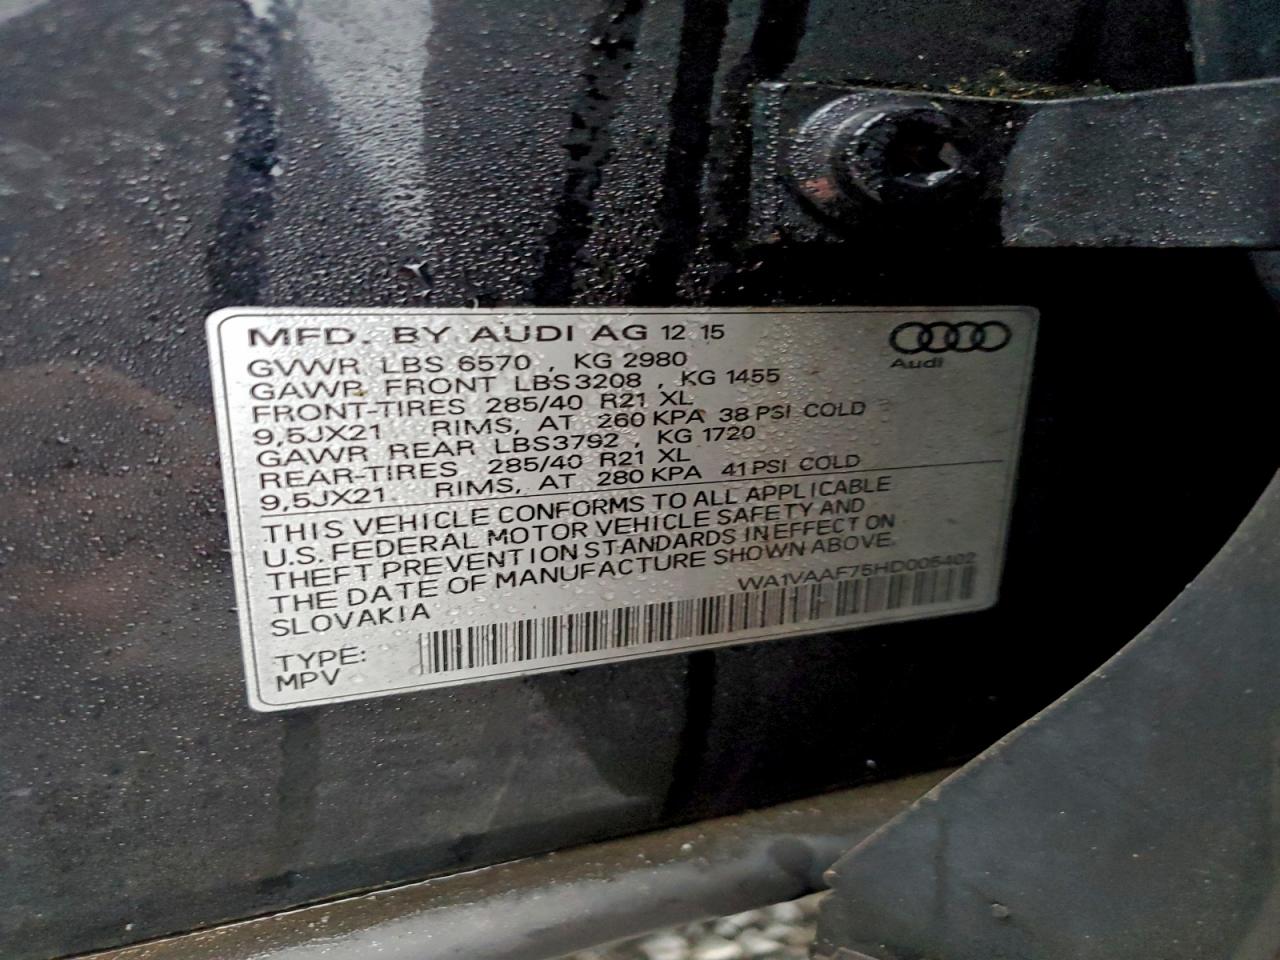 MFD. BY AUDI AG 12 15
Audi
GVWR LBS 6570 , KG 2980
GAWR FRONT LBS3208 , KG 1455
FRONT-TIRES 285/40 R21 XL
9,5JX21 RIMS, AT 260 KPA 38 PSI COLD
GAWR REAR LBS3792 , KG 1720
REAR-TIRES 285/40 R21 XL
9,5JX21 RIMS, AT 280 KPA 41 PSI COLD
THIS VEHICLE CONFORMS TO ALL APPLICABLE
U.S. FEDERAL MOTOR VEHICLE SAFETY AND
THEFT PREVENTION STANDARDS IN EFFECT ON
THE DATE OF MANUFACTURE SHOWN ABOVE.
SLOVAKIA
WA1VAAF75HD005402
TYPE:
MPV